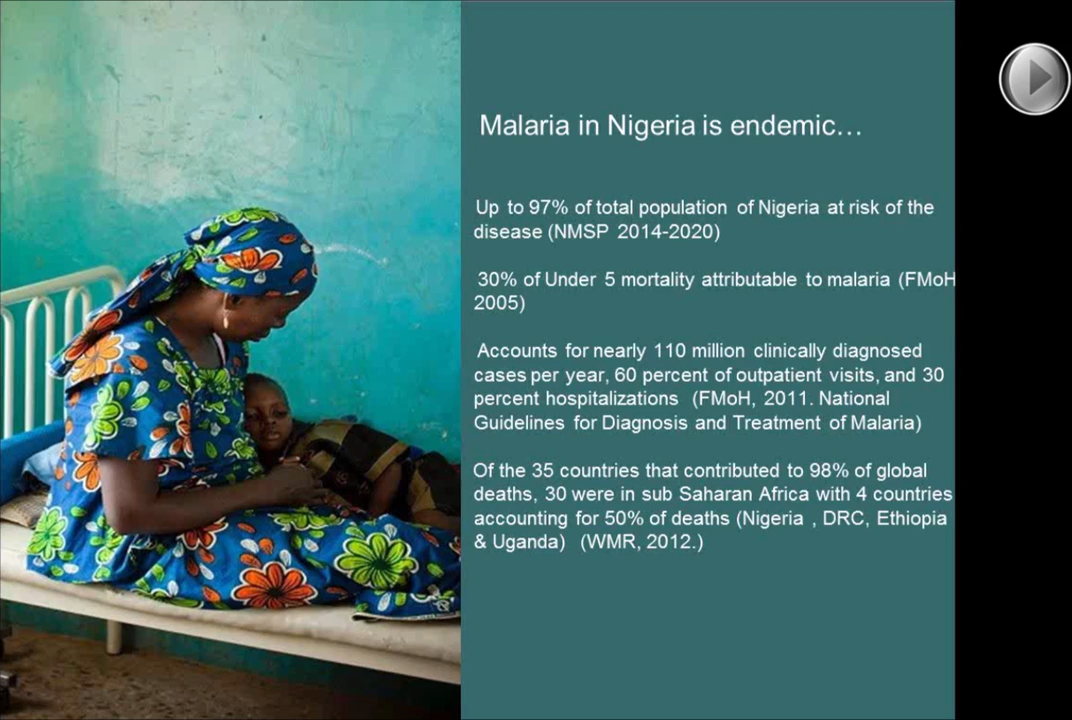 Malaria in Nigeria is endemic…
Up to 97% of total population of Nigeria at risk of the
disease (NMSP 2014-2020)
30% of Under 5 mortality attributable to malaria (FMoH
2005)
Accounts for nearly 110 million clinically diagnosed
cases per year, 60 percent of outpatient visits, and 30
percent hospitalizations (FMoH, 2011. National
Guidelines for Diagnosis and Treatment of Malaria)
Of the 35 countries that contributed to 98% of global
deaths, 30 were in sub Saharan Africa with 4 countries
accounting for 50% of deaths (Nigeria , DRC, Ethiopia
& Uganda) (WMR, 2012.)